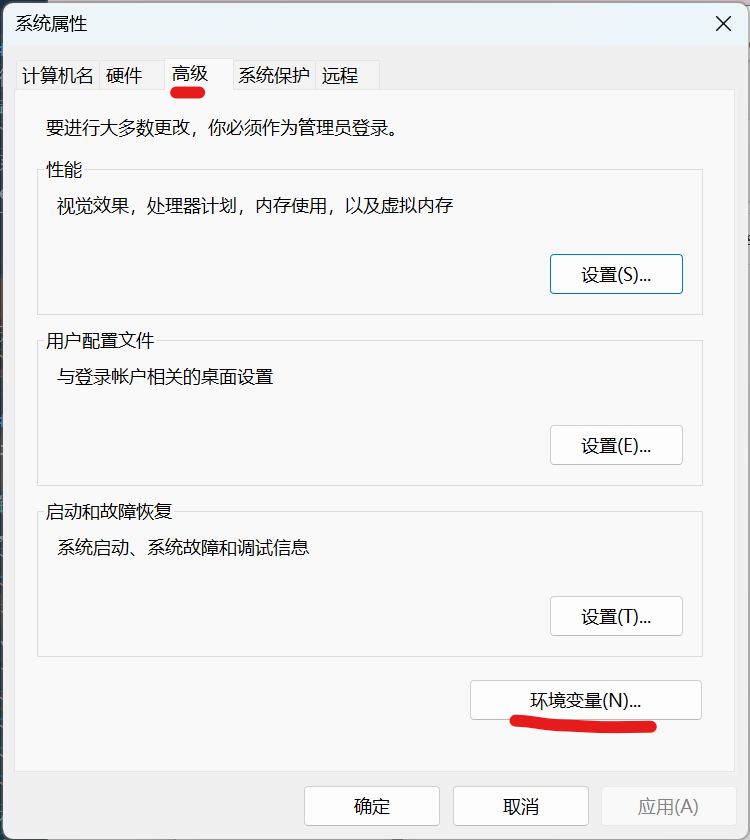 系统属性
计算机名 硬件 高级 系统保护 远程
要进行大多数更改，你必须作为管理员登录。
性能
视觉效果，处理器计划，内存使用，以及虚拟内存
设置(S)...
用户配置文件
与登录帐户相关的桌面设置
设置(E)...
启动和故障恢复
系统启动、系统故障和调试信息
设置(T)...
环境变量(N)...
确定 取消 应用(A)